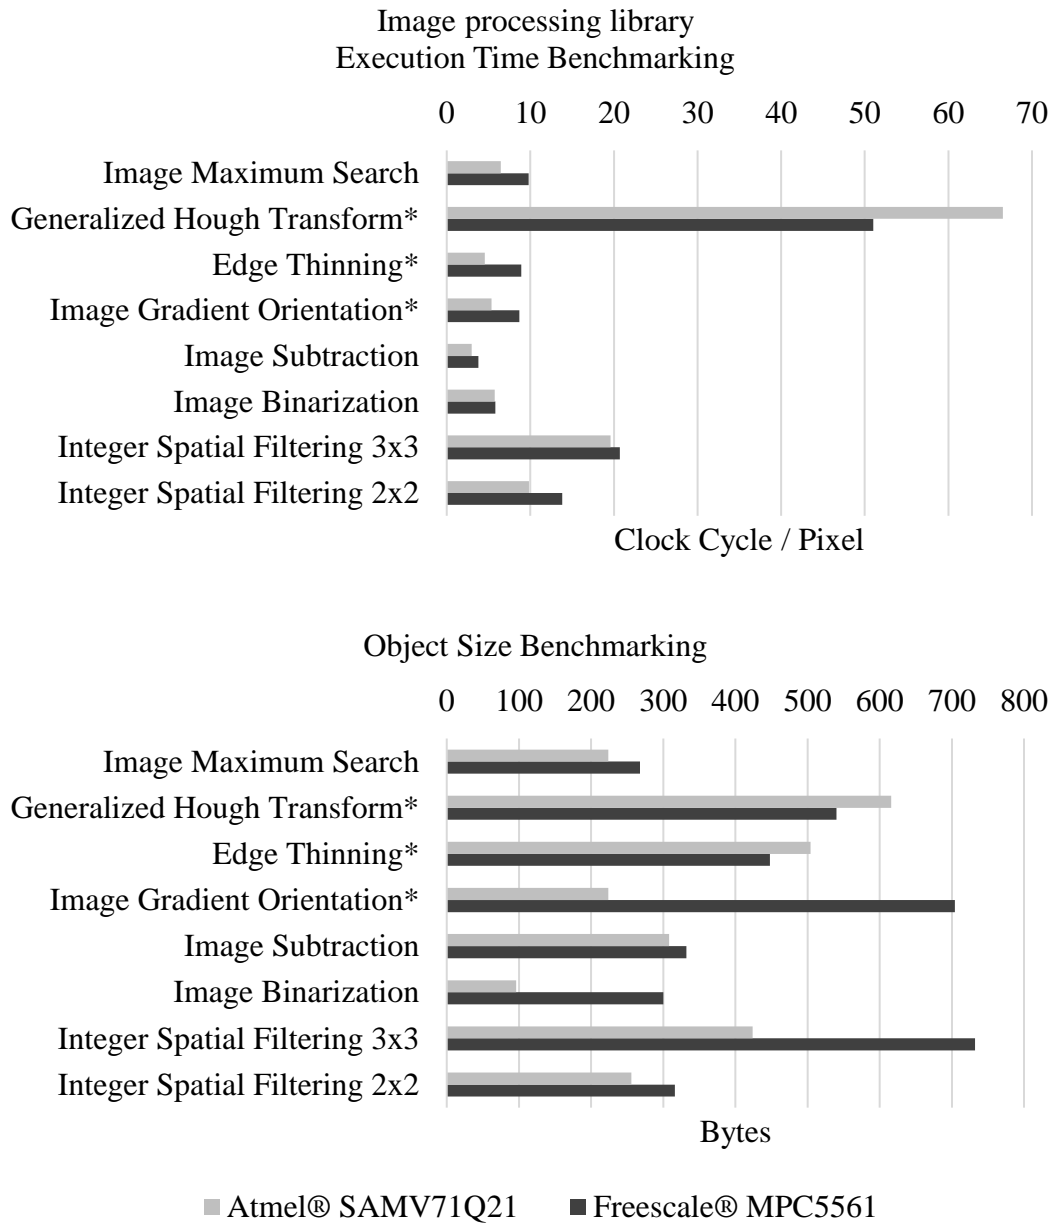 Image processing library
Execution Time Benchmarking
0 10 20 30 40 50 60 70
Image Maximum Search
Generalized Hough Transform*
Edge Thinning*
Image Gradient Orientation*
Image Subtraction
Image Binarization
Integer Spatial Filtering 3x3
Integer Spatial Filtering 2x2
Clock Cycle / Pixel
Object Size Benchmarking
0 100 200 300 400 500 600 700 800
Image Maximum Search
Generalized Hough Transform*
Edge Thinning*
Image Gradient Orientation*
Image Subtraction
Image Binarization
Integer Spatial Filtering 3x3
Integer Spatial Filtering 2x2
Bytes
Atmel® SAMV71Q21 Freescale® MPC5561